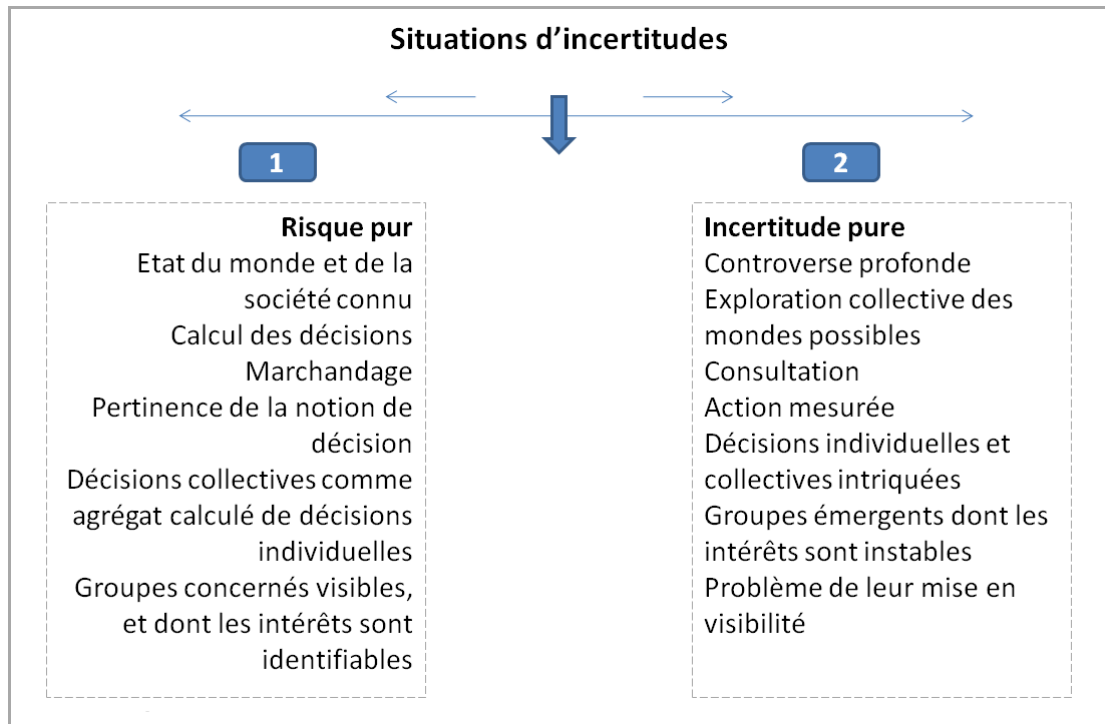 Situations d’incertitudes
1
Risque pur
Etat du monde et de la
société connu
Calcul des décisions
Marchandage
Pertinence de la notion de
décision
Décisions collectives comme
agrégat calculé de décisions
individuelles
Groupes concernés visibles,
et dont les intérêts sont
identifiables
2
Incertitude pure
Controverse profonde
Exploration collective des
mondes possibles
Consultation
Action mesurée
Décisions individuelles et
collectives intriquées
Groupes émergents dont les
intérêts sont instables
Problème de leur mise en
visibilité